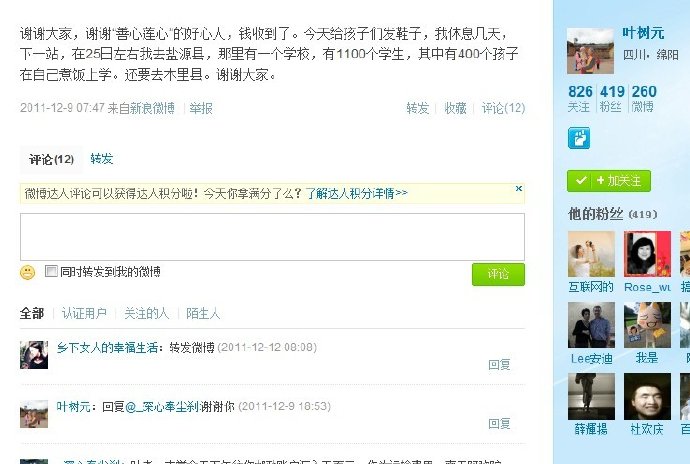 谢谢大家，谢谢“善心连心”的好心人，钱收到了。今天给孩子们发鞋子，我休息几天，
下一站，在25日左右我去盐源县，那里有一个学校，有1100个学生，其中有400个孩子
在自己煮饭上学。还要去木里县。谢谢大家。
2011-12-9 07:47 来自新浪微博 | 举报
转发 | 收藏 | 评论(12)
评论(12) 转发
微博达人评论可以获得达人积分啦！今天你拿满分了么？了解达人积分详情>>
同时转发到我的微博
评论
全部 | 认证用户 | 关注的人 | 陌生人
乡下女人的幸福生活：转发微博 (2011-12-12 08:08)
回复
叶树元：回复@_深心奉尘刹:谢谢你 (2011-12-9 18:53)
回复
叶树元
四川，绵阳
826 419 260
关注 粉丝 微博
+ 加关注
他的粉丝 (419)
互联网的 Rose_wu 搞
Lee安迪 我是
薛耀揚 杜欢庆 百